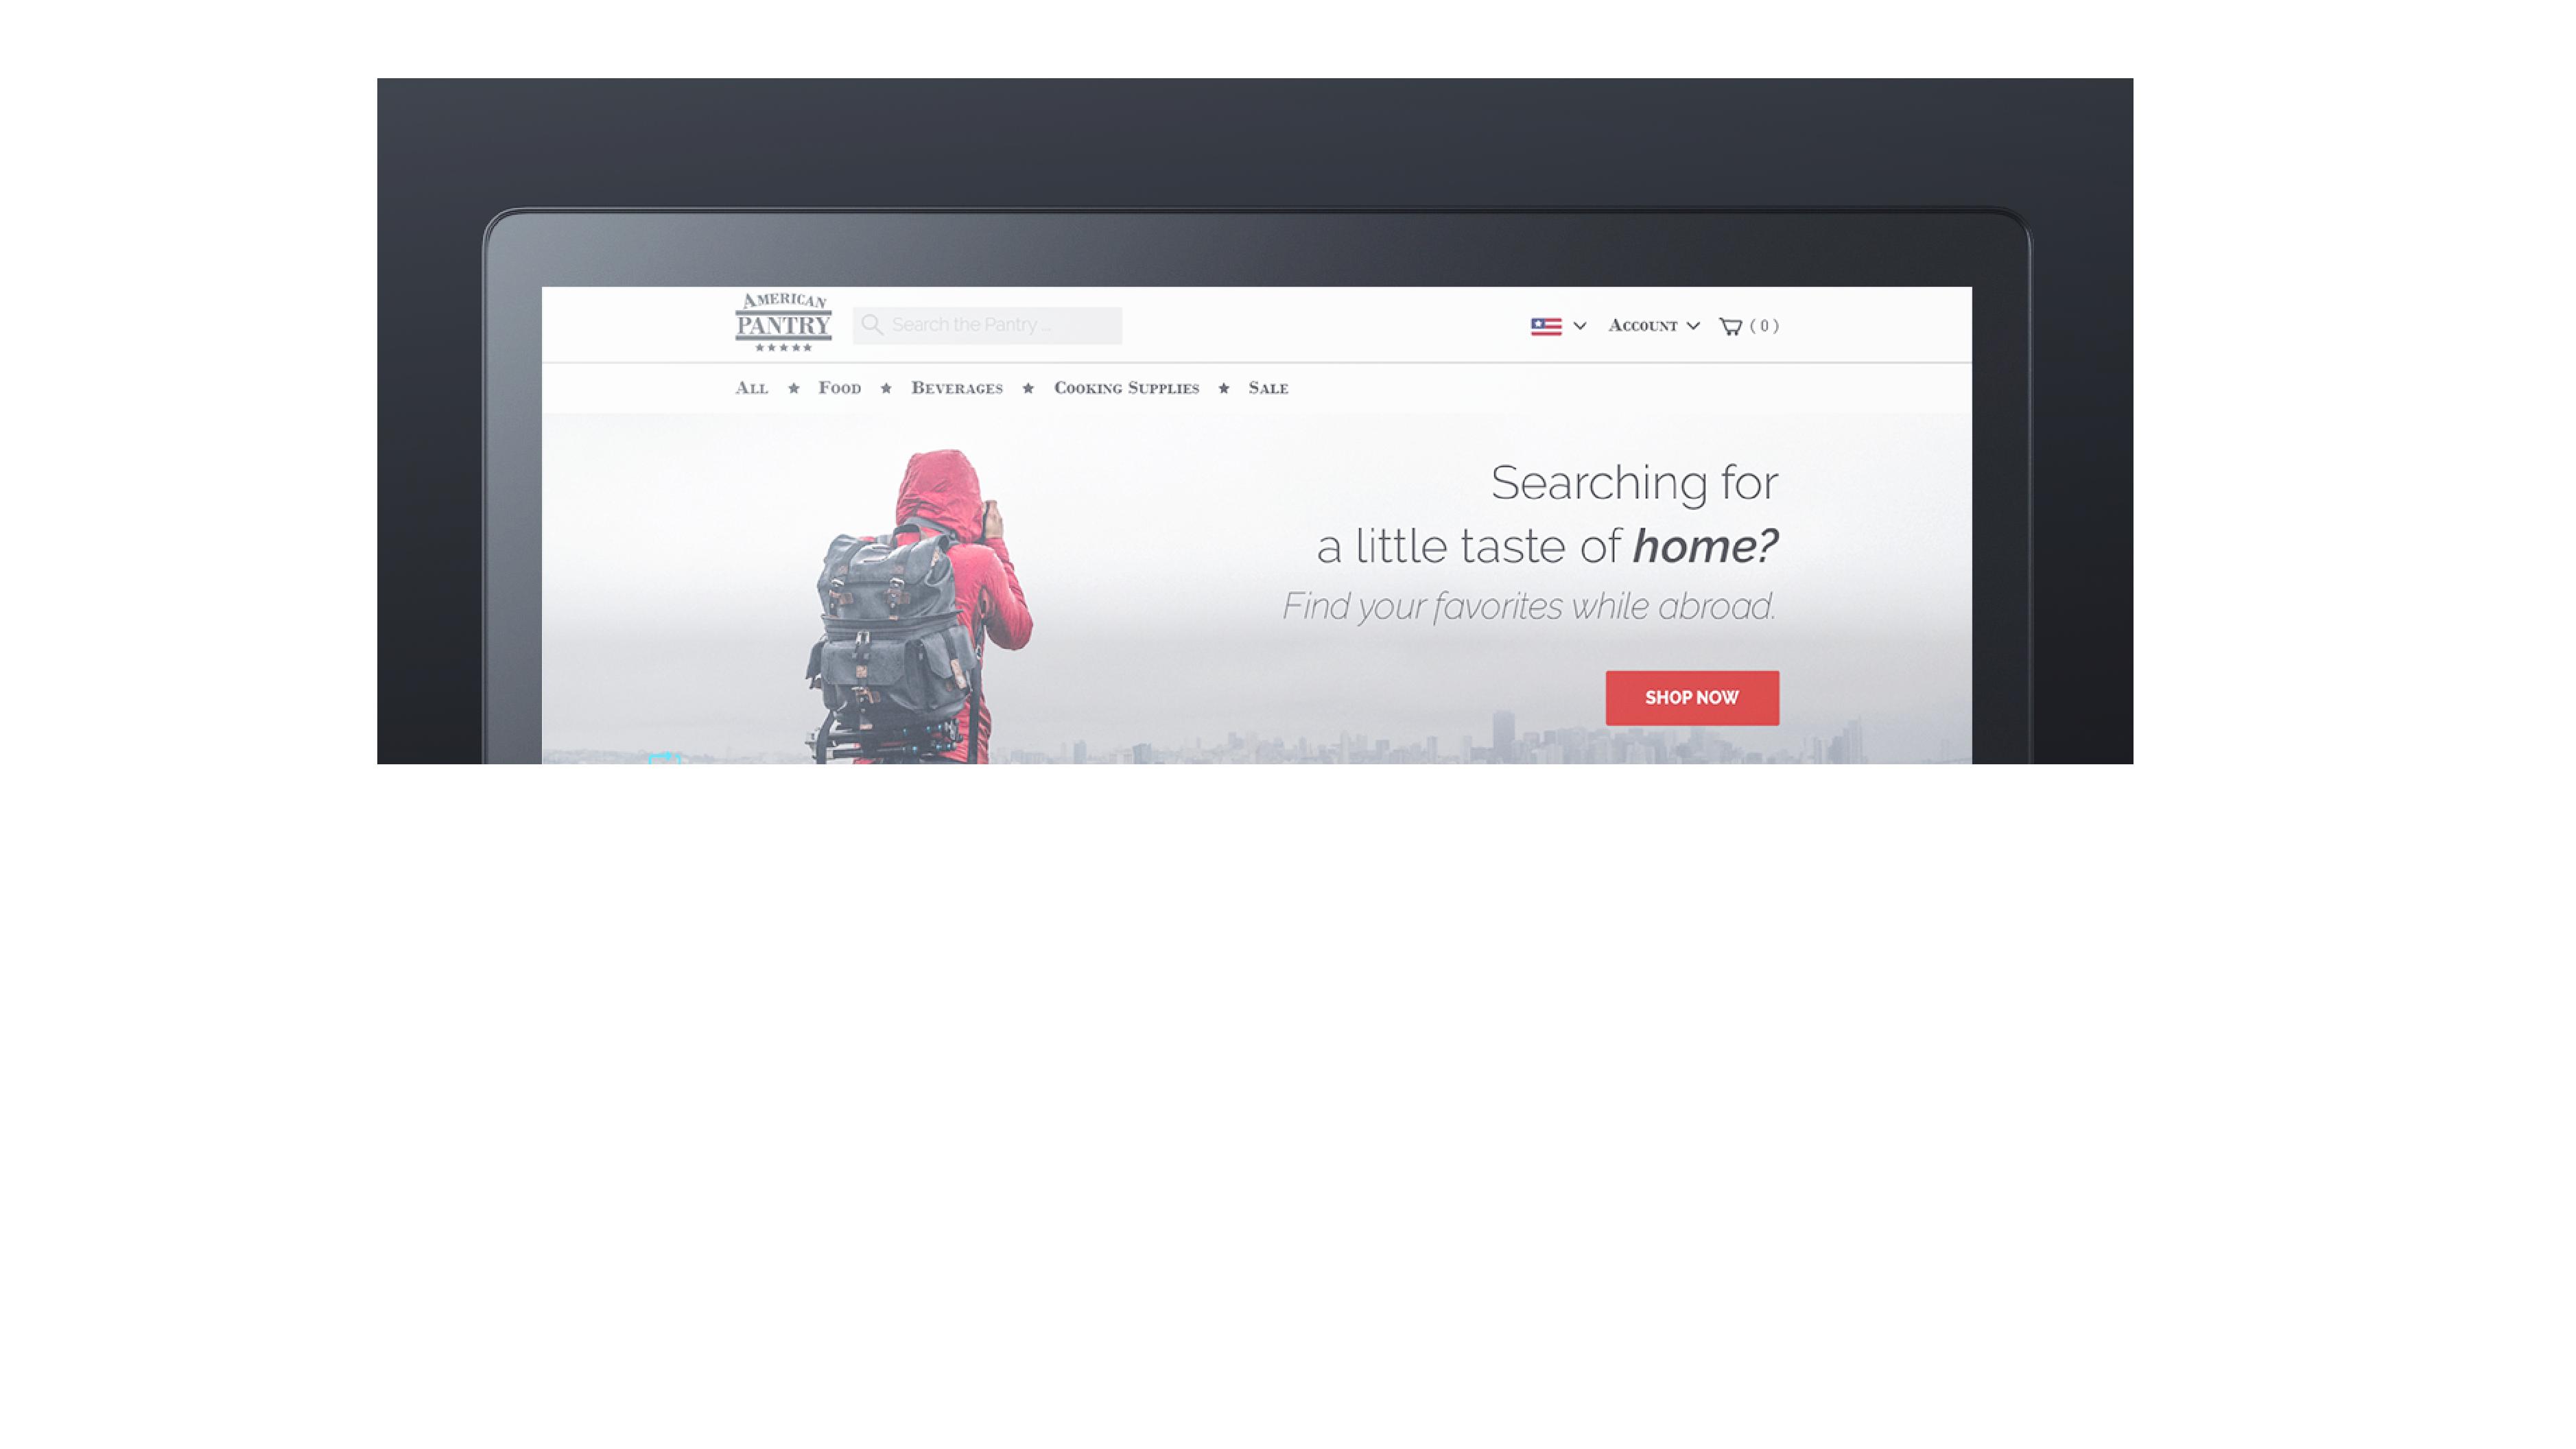 AMERICAN
PANTRY
Search the Pantry ...
ACCOUNT
( 0 )
ALL ★ FOOD ★ BEVERAGES ★ COOKING SUPPLIES ★ SALE
Searching for
a little taste of home?
Find your favorites while abroad.
SHOP NOW